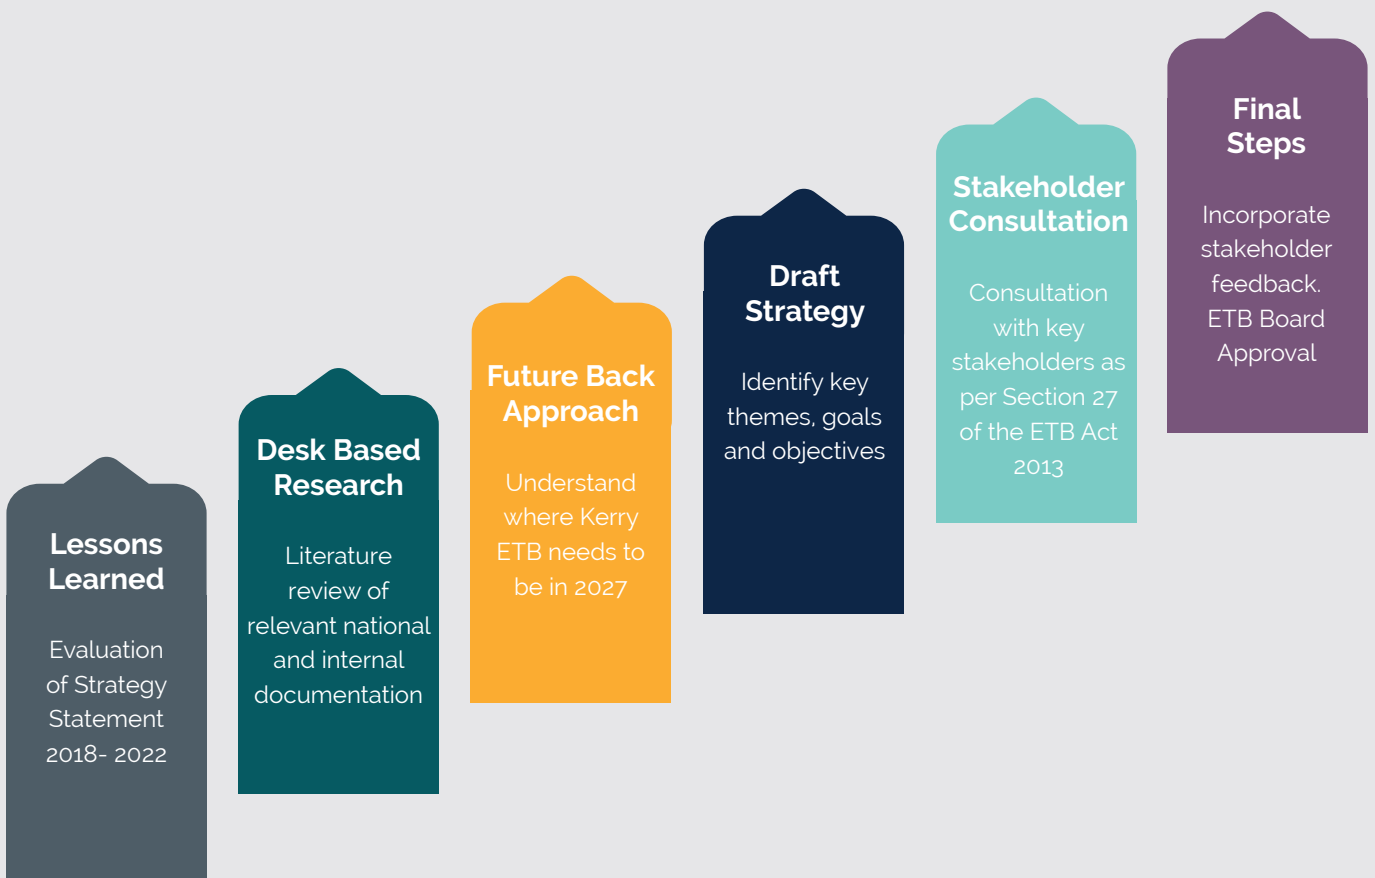 Lessons
Learned
Evaluation
of Strategy
Statement
2018- 2022
Desk Based
Research
Literature
review of
relevant national
and internal
documentation
Future Back
Approach
Understand
where Kerry
ETB needs to
be in 2027
Draft
Strategy
Identify key
themes, goals
and objectives
Stakeholder
Consultation
Consultation
with key
stakeholders as
per Section 27
of the ETB Act
2013
Final
Steps
Incorporate
stakeholder
feedback.
ETB Board
Approval